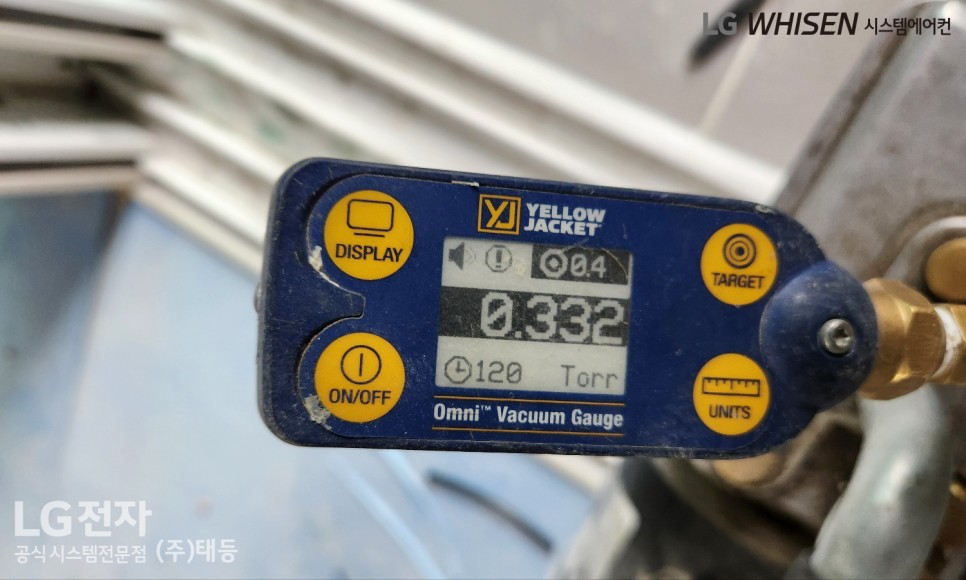 LG WHISEN 시스템에어컨
YJ YELLOW
JACKET
DISPLAY
0.4
TARGET
0.332
120 Torr
ON/OFF
UNITS
Omni™ Vacuum Gauge
LG전자
공식시스템전문점 (주)태등